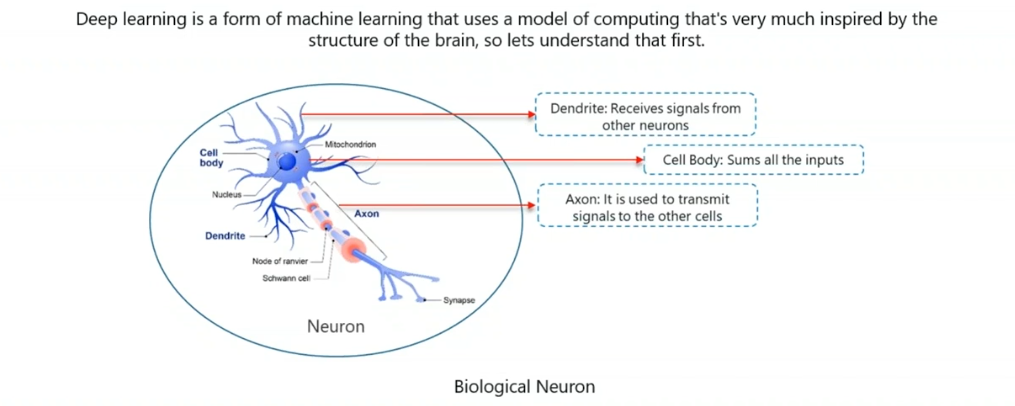 Deep learning is a form of machine learning that uses a model of computing that's very much inspired by the
structure of the brain, so lets understand that first.
Dendrite: Receives signals from
other neurons
Mitochondrion
Cell
body
Cell Body: Sums all the inputs
Nucleus
Axon: It is used to transmit
signals to the other cells
Axon
Dendrite
Node of ranvier
Schwann cell
Synapse
Neuron
Biological Neuron